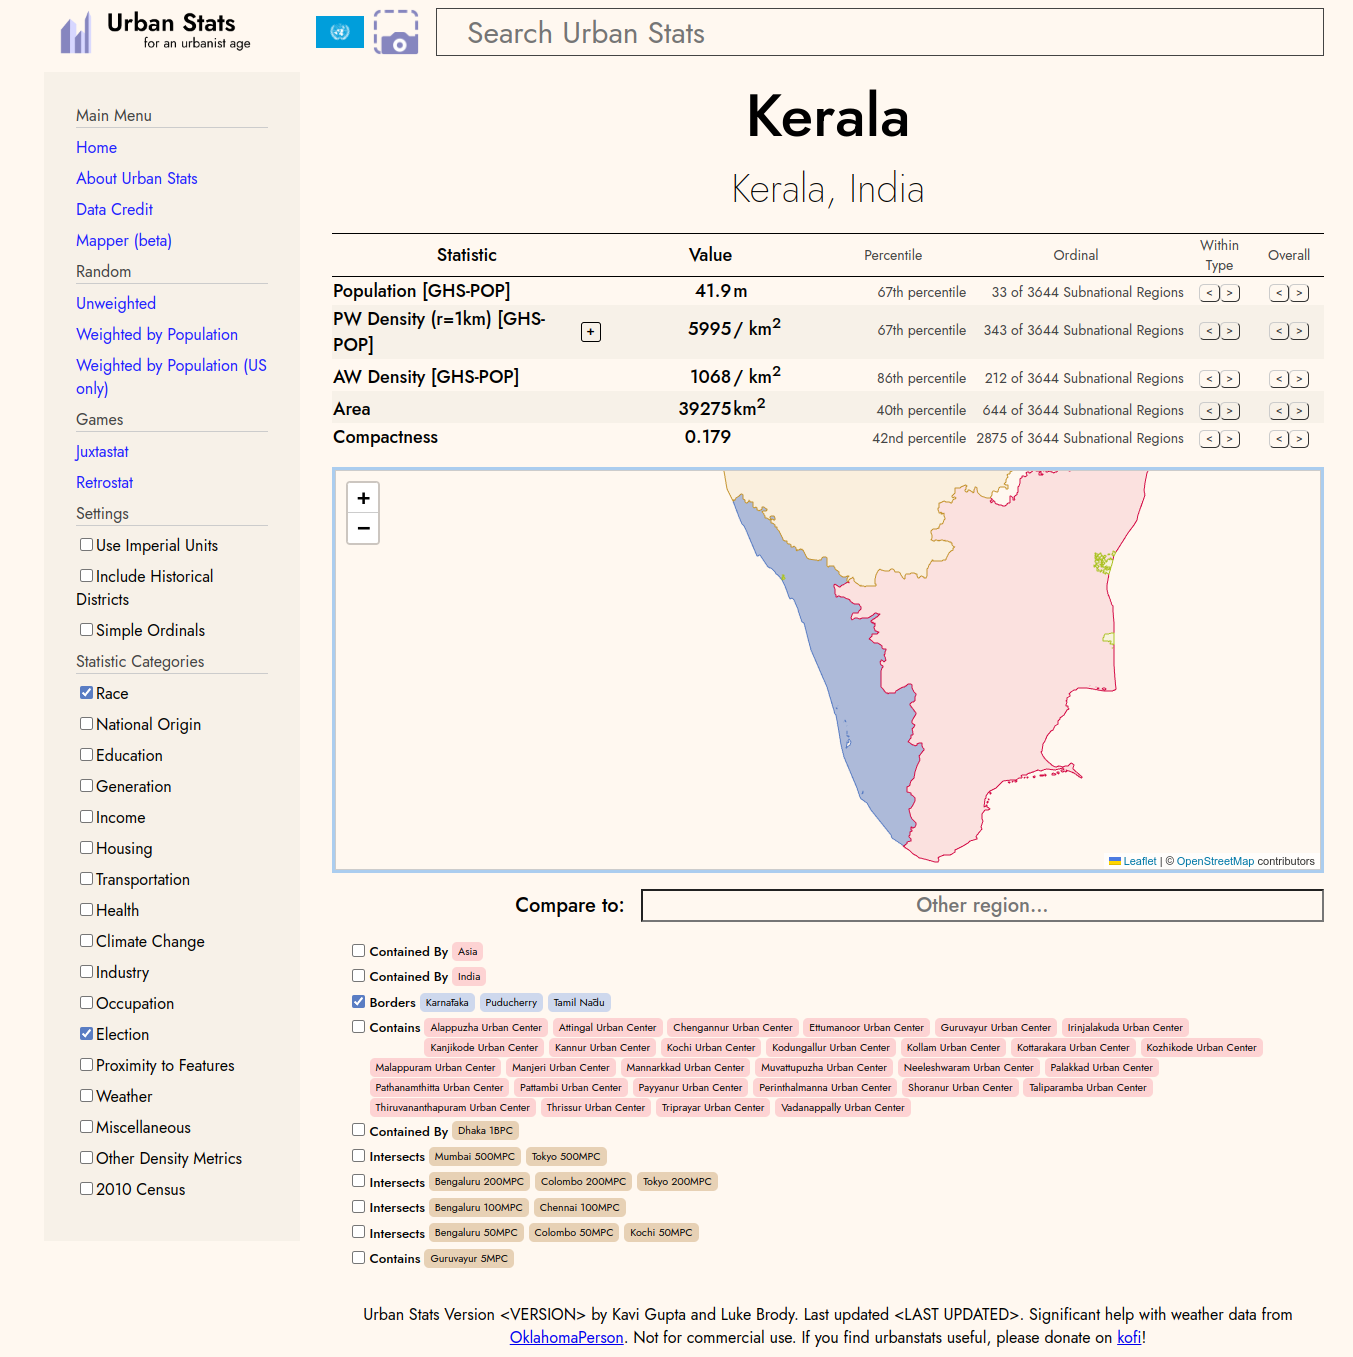 Urban Stats
for an urbanist age
Search Urban Stats
Main Menu
Home
About Urban Stats
Data Credit
Mapper (beta)
Random
Unweighted
Weighted by Population
Weighted by Population (US
only)
Games
Juxtastat
Retrostat
Settings
Use Imperial Units
Include Historical
Districts
Simple Ordinals
Statistic Categories
Race
National Origin
Education
Generation
Income
Housing
Transportation
Health
Climate Change
Industry
Occupation
Election
Proximity to Features
Weather
Miscellaneous
Other Density Metrics
2010 Census
Kerala
Kerala, India
Statistic Value Percentile Ordinal Within Type Overall
Population [GHS-POP] 41.9 m 67th percentile 33 of 3644 Subnational Regions < > < >
PW Density (r=1km) [GHS-POP] + 5995 / km² 67th percentile 343 of 3644 Subnational Regions < > < >
AW Density [GHS-POP] 1068 / km² 86th percentile 212 of 3644 Subnational Regions < > < >
Area 39275 km² 40th percentile 644 of 3644 Subnational Regions < > < >
Compactness 0.179 42nd percentile 2875 of 3644 Subnational Regions < > < >
+
−
Leaflet | © OpenStreetMap contributors
Compare to: Other region...
Contained By Asia
Contained By India
Borders Karnātaka Puducherry Tamil Nādu
Contains Alappuzha Urban Center Attingal Urban Center Chengannur Urban Center Ettumanoor Urban Center Guruvayur Urban Center Irinjalakuda Urban Center
Kanjikode Urban Center Kannur Urban Center Kochi Urban Center Kodungallur Urban Center Kollam Urban Center Kottarakara Urban Center Kozhikode Urban Center
Malappuram Urban Center Manjeri Urban Center Mannarkkad Urban Center Muvattupuzha Urban Center Neeleshwaram Urban Center Palakkad Urban Center
Pathanamthitta Urban Center Pattambi Urban Center Payyanur Urban Center Perinthalmanna Urban Center Shoranur Urban Center Taliparamba Urban Center
Thiruvananthapuram Urban Center Thrissur Urban Center Triprayar Urban Center Vadanappally Urban Center
Contained By Dhaka 1BPC
Intersects Mumbai 500MPC Tokyo 500MPC
Intersects Bengaluru 200MPC Colombo 200MPC Tokyo 200MPC
Intersects Bengaluru 100MPC Chennai 100MPC
Intersects Bengaluru 50MPC Colombo 50MPC Kochi 50MPC
Contains Guruvayur 5MPC
Urban Stats Version <VERSION> by Kavi Gupta and Luke Brody. Last updated <LAST UPDATED>. Significant help with weather data from
OklahomaPerson. Not for commercial use. If you find urbanstats useful, please donate on kofi!